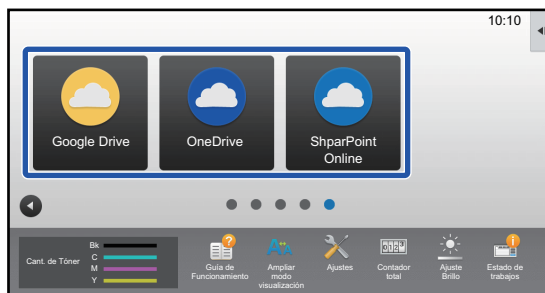 10:10
Google Drive
OneDrive
ShparPoint
Online
Cant. de Tóner
Bk
C
M
Y
Guía de
Funcionamiento
Ampliar
modo
visualización
Ajustes
Contador
total
Ajuste
Brillo
Estado de
trabajos